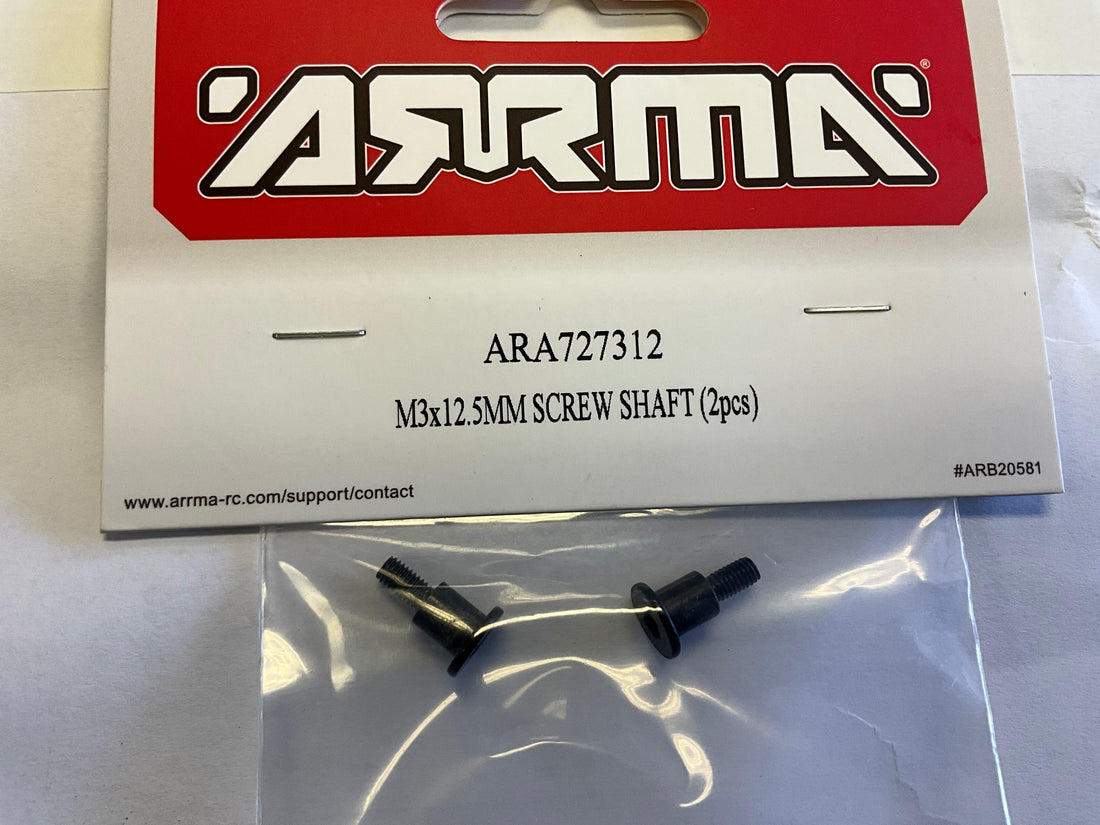 ARRMA®
ARA727312
M3x12.5MM SCREW SHAFT (2pcs)
#ARB20581
www.arrma-rc.com/support/contact